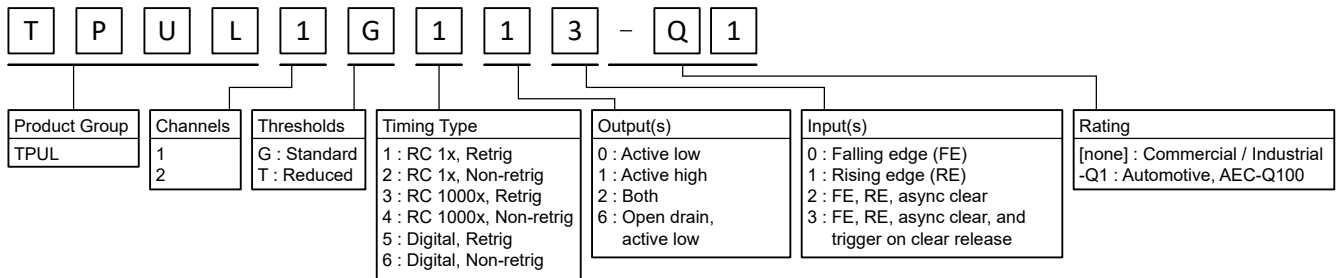 T P U L 1 G 1 1 3 – Q 1
Product Group
TPUL
Channels
1
2
Thresholds
G : Standard
T : Reduced
Timing Type
1 : RC 1x, Retrig
2 : RC 1x, Non-retrig
3 : RC 1000x, Retrig
4 : RC 1000x, Non-retrig
5 : Digital, Retrig
6 : Digital, Non-retrig
Output(s)
0 : Active low
1 : Active high
2 : Both
6 : Open drain,
active low
Input(s)
0 : Falling edge (FE)
1 : Rising edge (RE)
2 : FE, RE, async clear
3 : FE, RE, async clear, and
trigger on clear release
Rating
[none] : Commercial / Industrial
-Q1 : Automotive, AEC-Q100